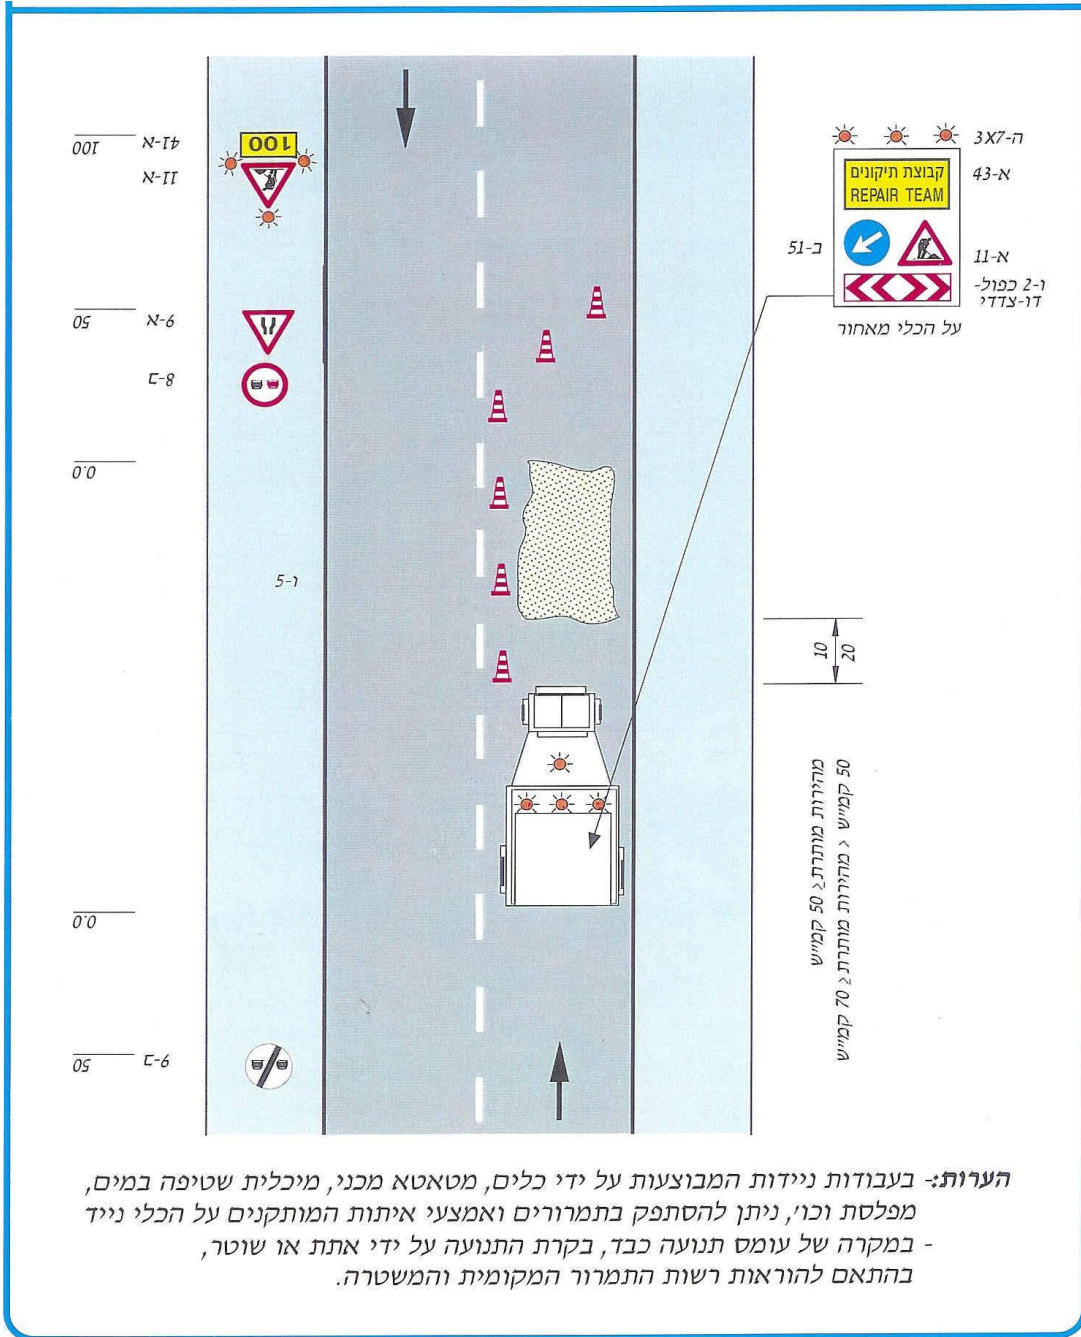 100
א-41
100
א-11
50
א-9
ב-8
0.0
ו-5
0.0
50
ב-9
ה-3X7
קבוצת תיקונים
REPAIR TEAM
א-43
ב-51
א-11
ו-2 כפול-
דו-צדדי
על הכלי מאחור
10
20
מהירות מותרת ≤ 50 קמ״ש
50 קמ״ש < מהירות מותרת ≤ 70 קמ״ש
הערות:- בעבודות ניידות המבוצעות על ידי כלים, מטאטא מכני, מיכלית שטיפה במים,
מפלסת וכו', ניתן להסתפק בתמרורים ואמצעי איתות המותקנים על הכלי נייד
- במקרה של עומס תנועה כבד, בקרת התנועה על ידי אתת או שוטר,
בהתאם להוראות רשות התמרור המקומית והמשטרה.